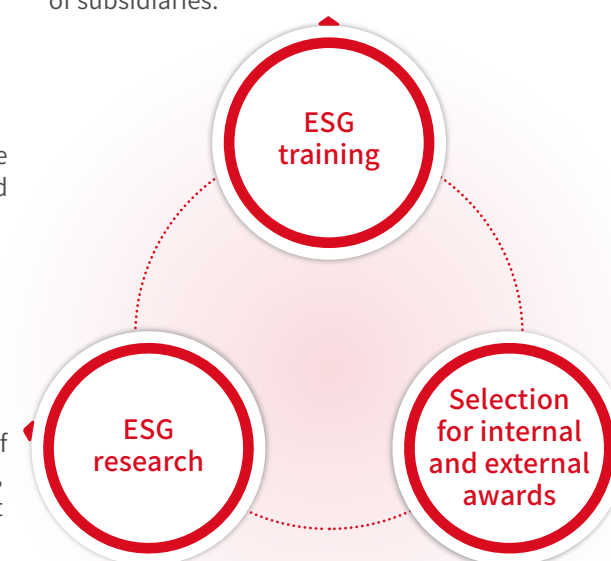 of subsidiaries.
ESG
training
ESG
research
Selection
for internal
and external
awards